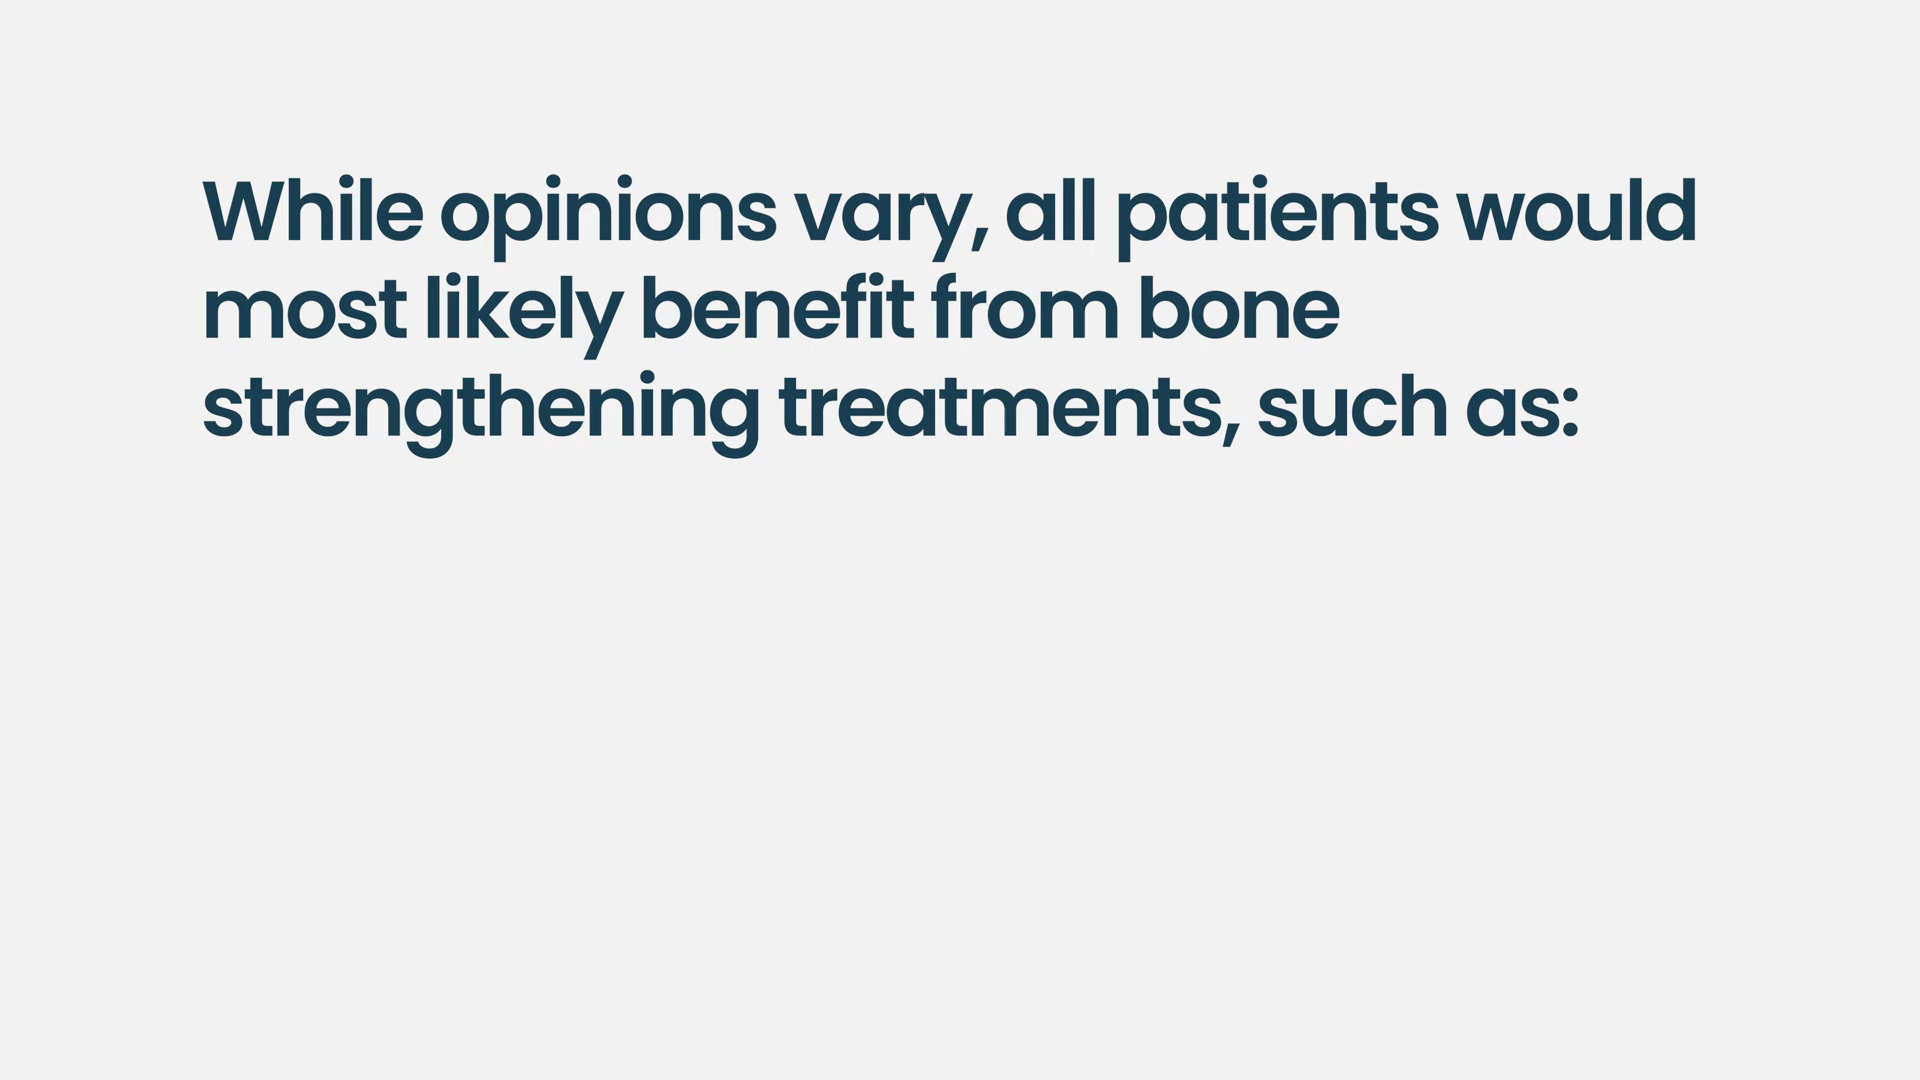 While opinions vary, all patients would
most likely benefit from bone
strengthening treatments, such as: